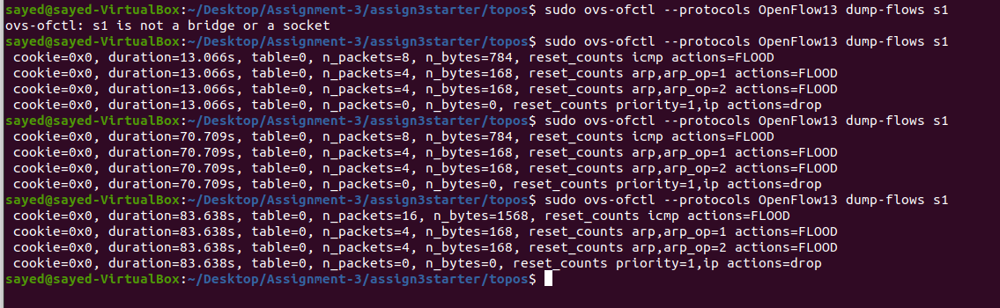 sayed@sayed-VirtualBox:~/Desktop/Assignment-3/assign3starter/topos$ sudo ovs-ofctl --protocols OpenFlow13 dump-flows s1
ovs-ofctl: s1 is not a bridge or a socket
sayed@sayed-VirtualBox:~/Desktop/Assignment-3/assign3starter/topos$ sudo ovs-ofctl --protocols OpenFlow13 dump-flows s1
 cookie=0x0, duration=13.066s, table=0, n_packets=8, n_bytes=784, reset_counts icmp actions=FLOOD
 cookie=0x0, duration=13.066s, table=0, n_packets=4, n_bytes=168, reset_counts arp,arp_op=1 actions=FLOOD
 cookie=0x0, duration=13.066s, table=0, n_packets=4, n_bytes=168, reset_counts arp,arp_op=2 actions=FLOOD
 cookie=0x0, duration=13.066s, table=0, n_packets=0, n_bytes=0, reset_counts priority=1,ip actions=drop
sayed@sayed-VirtualBox:~/Desktop/Assignment-3/assign3starter/topos$ sudo ovs-ofctl --protocols OpenFlow13 dump-flows s1
 cookie=0x0, duration=70.709s, table=0, n_packets=8, n_bytes=784, reset_counts icmp actions=FLOOD
 cookie=0x0, duration=70.709s, table=0, n_packets=4, n_bytes=168, reset_counts arp,arp_op=1 actions=FLOOD
 cookie=0x0, duration=70.709s, table=0, n_packets=4, n_bytes=168, reset_counts arp,arp_op=2 actions=FLOOD
 cookie=0x0, duration=70.709s, table=0, n_packets=0, n_bytes=0, reset_counts priority=1,ip actions=drop
sayed@sayed-VirtualBox:~/Desktop/Assignment-3/assign3starter/topos$ sudo ovs-ofctl --protocols OpenFlow13 dump-flows s1
 cookie=0x0, duration=83.638s, table=0, n_packets=16, n_bytes=1568, reset_counts icmp actions=FLOOD
 cookie=0x0, duration=83.638s, table=0, n_packets=4, n_bytes=168, reset_counts arp,arp_op=1 actions=FLOOD
 cookie=0x0, duration=83.638s, table=0, n_packets=4, n_bytes=168, reset_counts arp,arp_op=2 actions=FLOOD
 cookie=0x0, duration=83.638s, table=0, n_packets=0, n_bytes=0, reset_counts priority=1,ip actions=drop
sayed@sayed-VirtualBox:~/Desktop/Assignment-3/assign3starter/topos$